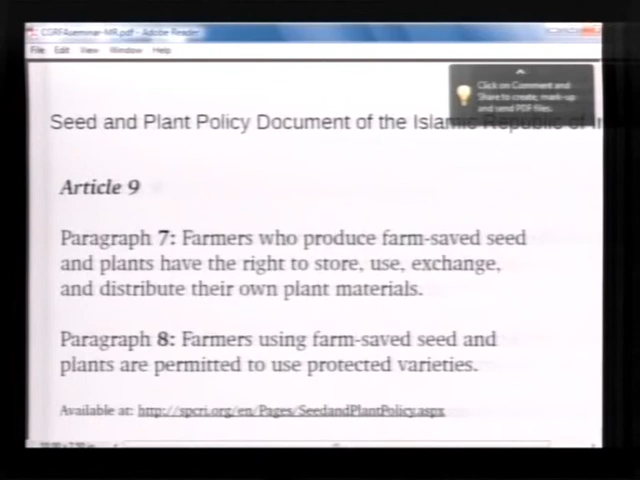 CSRFAseminar-MR.pdf - Adobe Reader
File Edit View Window Help
Click on Comment and
Share to create, mark-up
and send PDF files.
Seed and Plant Policy Document of the Islamic Republic of
Article 9
Paragraph 7: Farmers who produce farm-saved seed
and plants have the right to store, use, exchange,
and distribute their own plant materials.
Paragraph 8: Farmers using farm-saved seed and
plants are permitted to use protected varieties.
Available at: http://spcri.org/en/Pages/SeedandPlantPolicy.aspx